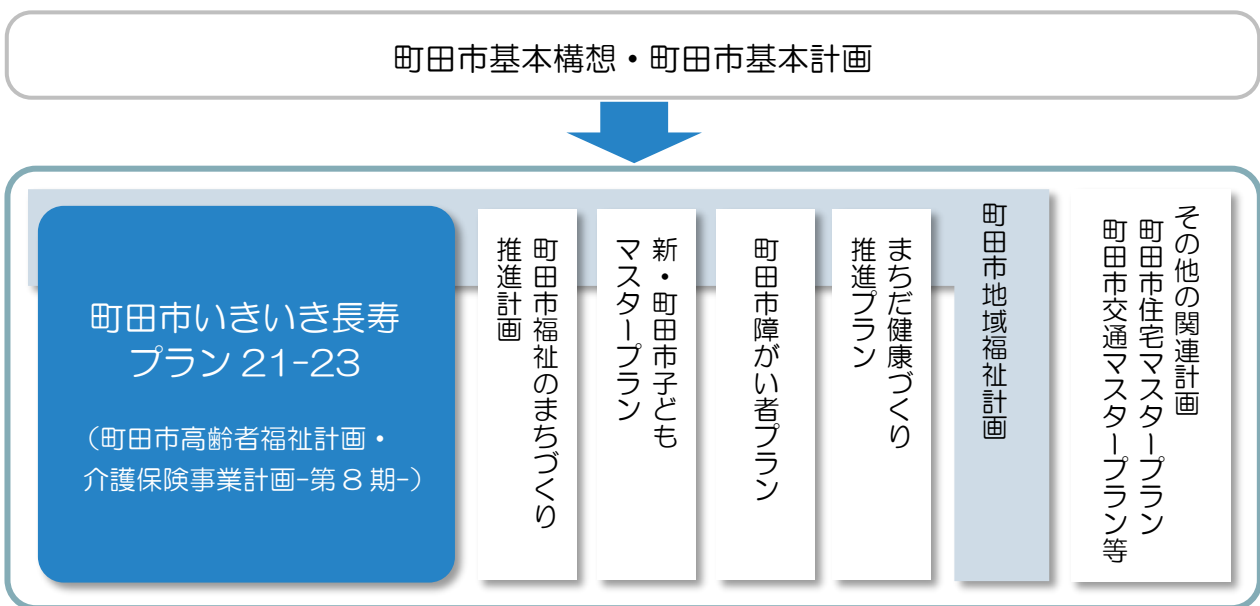 町田市基本構想・町田市基本計画
町田市いきいき長寿
プラン 21-23
（町田市高齢者福祉計画・
介護保険事業計画-第 8 期-）
町田市福祉のまちづくり
推進計画
新・町田市子ども
マスタープラン
町田市障がい者プラン
まちだ健康づくり
推進プラン
町田市地域福祉計画
その他の関連計画
町田市住宅マスタープラン
町田市交通マスタープラン等